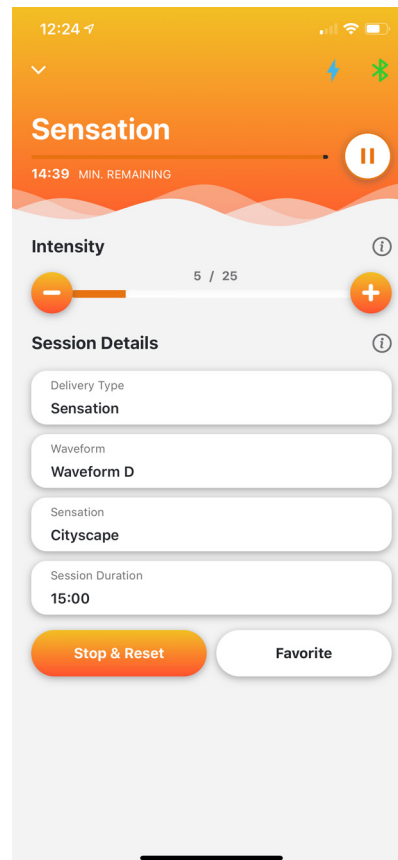 12:24
Sensation
14:39 MIN. REMAINING
Intensity
5 / 25
Session Details
Delivery Type
Sensation
Waveform
Waveform D
Sensation
Cityscape
Session Duration
15:00
Stop & Reset Favorite